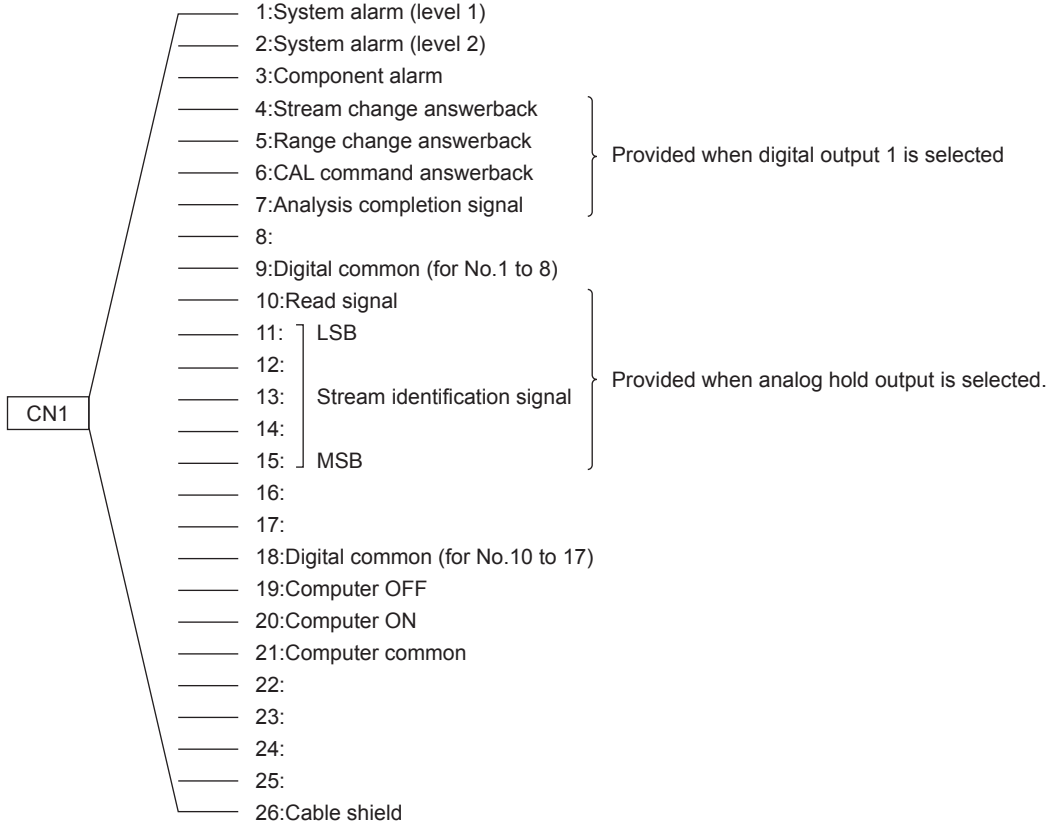 1:System alarm (level 1)
2:System alarm (level 2)
3:Component alarm
4:Stream change answerback
5:Range change answerback
6:CAL command answerback
7:Analysis completion signal
Provided when digital output 1 is selected
8:
9:Digital common (for No.1 to 8)
10:Read signal
11: LSB
12:
13: Stream identification signal
14:
15: MSB
Provided when analog hold output is selected.
CN1
16:
17:
18:Digital common (for No.10 to 17)
19:Computer OFF
20:Computer ON
21:Computer common
22:
23:
24:
25:
26:Cable shield